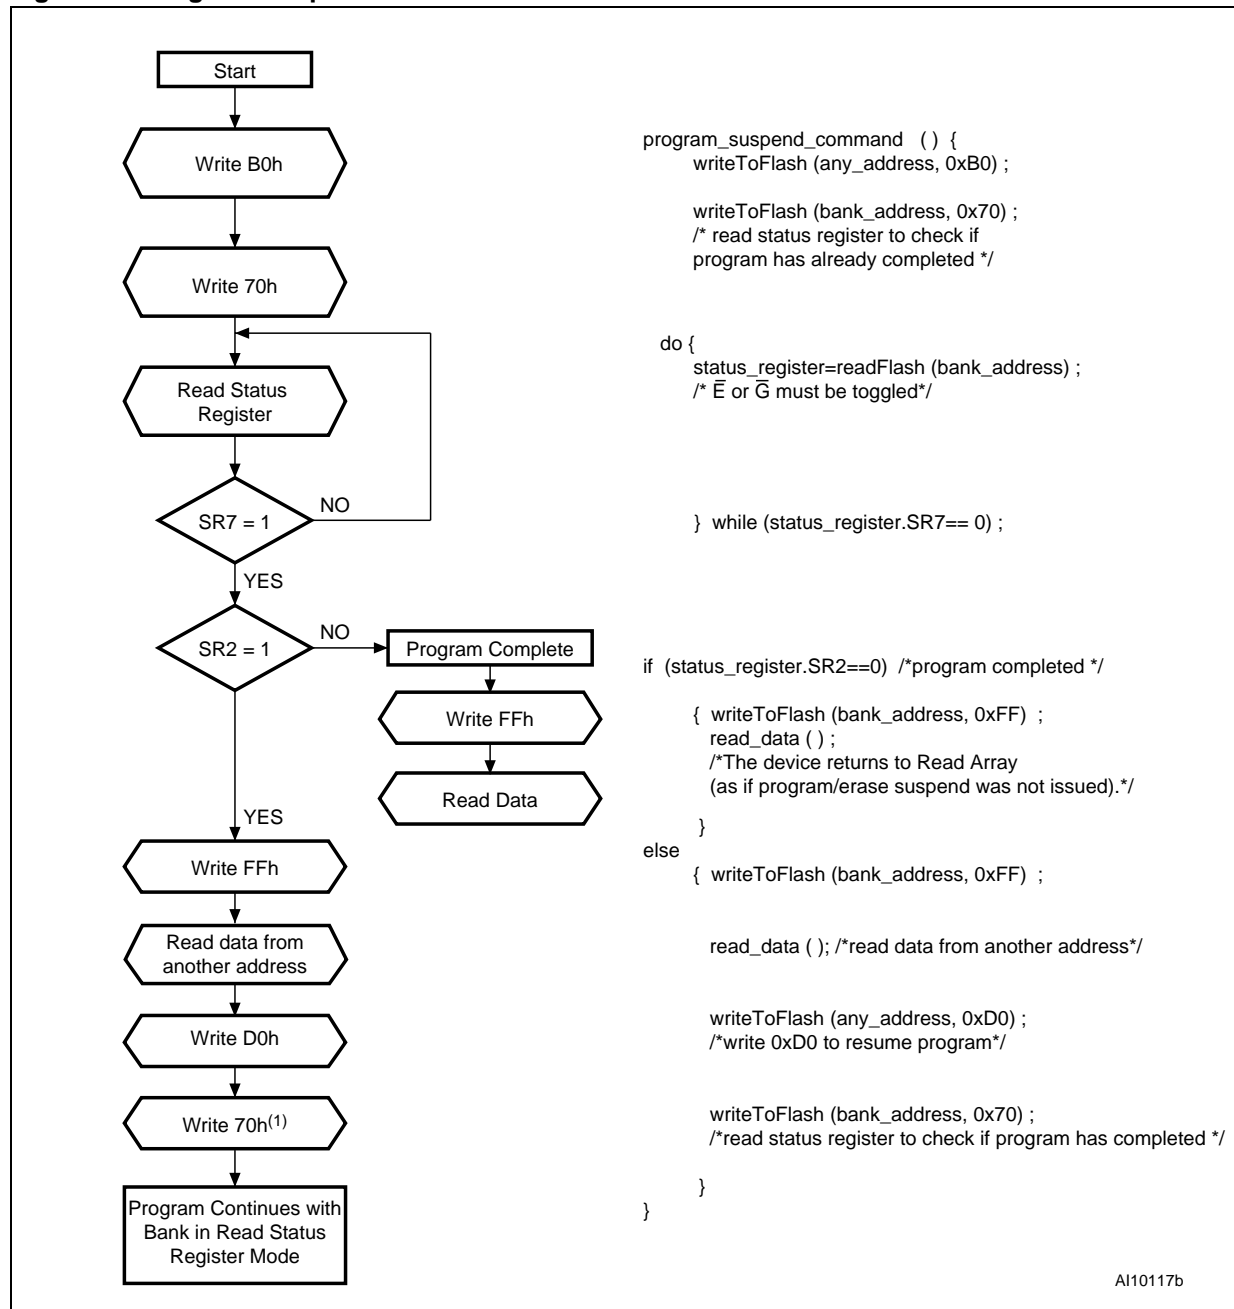 Start
Write B0h
Write 70h
Read Status
Register
SR7 = 1
NO
YES
SR2 = 1
NO
Program Complete
Write FFh
Read Data
YES
Write FFh
Read data from
another address
Write D0h
Write 70h(1)
Program Continues with
Bank in Read Status
Register Mode
program_suspend_command ( ) {
writeToFlash (any_address, 0xB0) ;
writeToFlash (bank_address, 0x70) ;
/* read status register to check if
program has already completed */
do {
status_register=readFlash (bank_address) ;
/* E̅ or G̅ must be toggled*/
} while (status_register.SR7== 0) ;
if (status_register.SR2==0) /*program completed */
{ writeToFlash (bank_address, 0xFF) ;
read_data ( ) ;
/*The device returns to Read Array
(as if program/erase suspend was not issued).*/
}
else
{ writeToFlash (bank_address, 0xFF) ;
read_data ( ); /*read data from another address*/
writeToFlash (any_address, 0xD0) ;
/*write 0xD0 to resume program*/
writeToFlash (bank_address, 0x70) ;
/*read status register to check if program has completed */
}
}
AI10117b